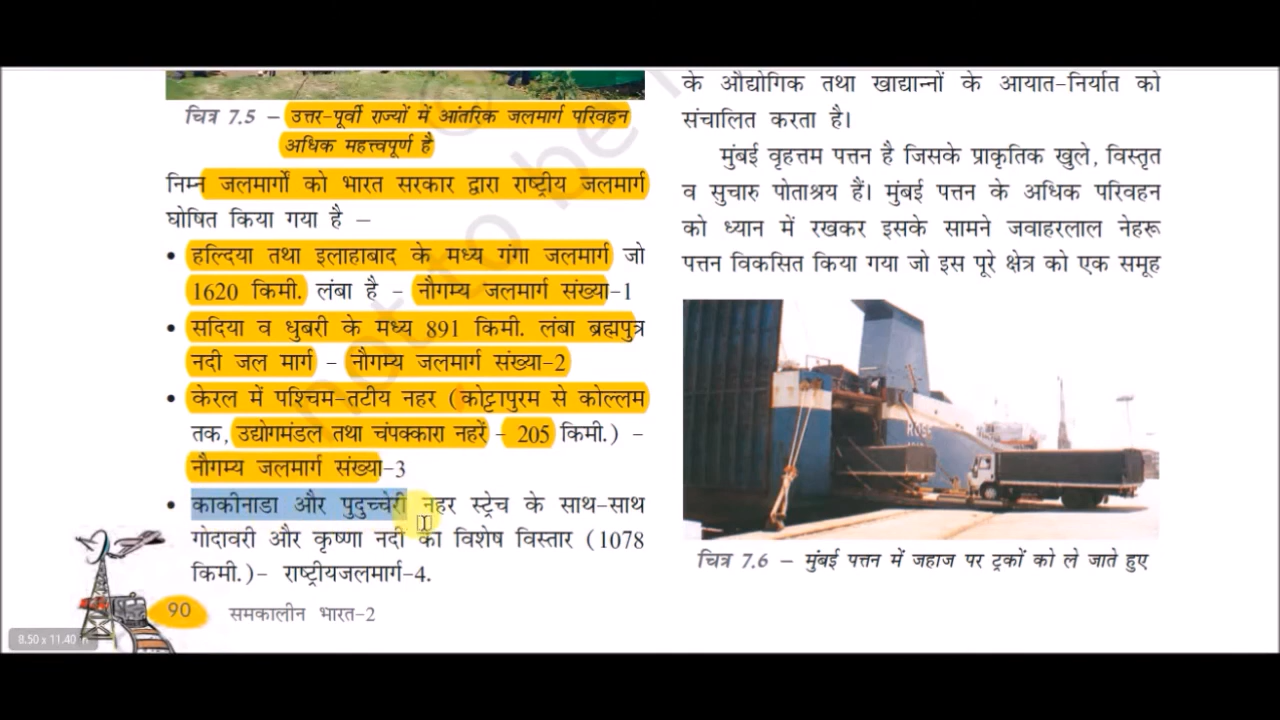 चित्र 7.5 – उत्तर-पूर्वी राज्यों में आंतरिक जलमार्ग परिवहन
अधिक महत्त्वपूर्ण है
निम्न जलमार्गों को भारत सरकार द्वारा राष्ट्रीय जलमार्ग
घोषित किया गया है –
• हल्दिया तथा इलाहाबाद के मध्य गंगा जलमार्ग जो
1620 किमी. लंबा है – नौगम्य जलमार्ग संख्या-1
• सदिया व धुबरी के मध्य 891 किमी. लंबा ब्रह्मपुत्र
नदी जल मार्ग – नौगम्य जलमार्ग संख्या-2
• केरल में पश्चिम-तटीय नहर (कोट्टापुरम से कोल्लम
तक, उद्योगमंडल तथा चंपक्कारा नहरें – 205 किमी.) –
नौगम्य जलमार्ग संख्या-3
• काकीनाडा और पुदुच्चेरी नहर स्ट्रेच के साथ-साथ
गोदावरी और कृष्णा नदी का विशेष विस्तार (1078
किमी.)– राष्ट्रीयजलमार्ग-4.
90 समकालीन भारत-2
8.50 x 11.40
के औद्योगिक तथा खाद्यान्नों के आयात-निर्यात को
संचालित करता है।
मुंबई वृहत्तम पत्तन है जिसके प्राकृतिक खुले, विस्तृत
व सुचारु पोताश्रय हैं। मुंबई पत्तन के अधिक परिवहन
को ध्यान में रखकर इसके सामने जवाहरलाल नेहरू
पत्तन विकसित किया गया जो इस पूरे क्षेत्र को एक समूह
चित्र 7.6 – मुंबई पत्तन में जहाज पर ट्रकों को ले जाते हुए
not to be